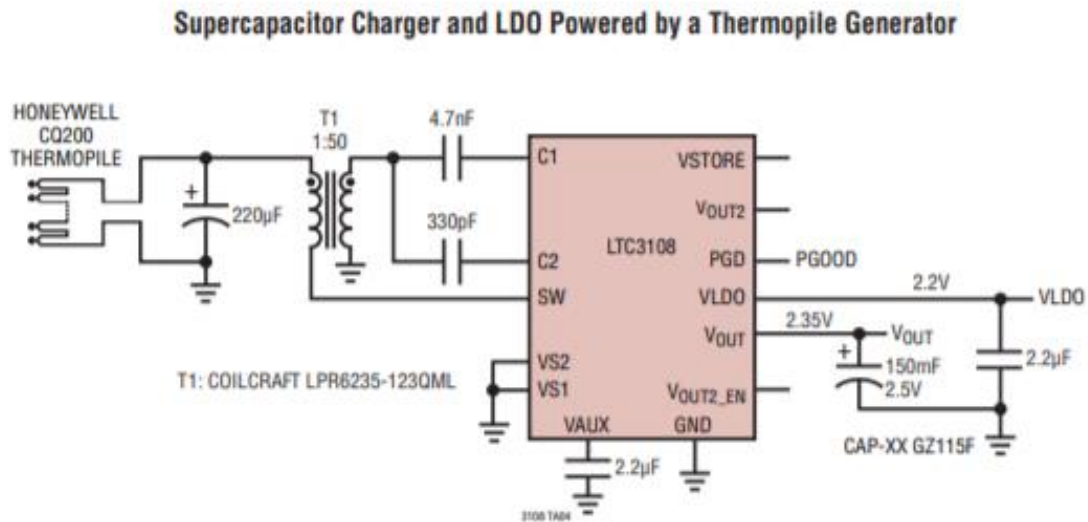 Supercapacitor Charger and LDO Powered by a Thermopile Generator
HONEYWELL
CQ200
THERMOPILE
T1
1:50
4.7nF
+
220µF
330pF
C1
C2
SW
VS2
VS1
VAUX
GND
LTC3108
VSTORE
VOUT2
PGD
VLDO
VOUT
VOUT2_EN
PGOOD
2.2V
VLDO
2.35V
VOUT
+
150mF
2.5V
2.2µF
T1: COILCRAFT LPR6235-123QML
2.2µF
CAP-XX GZ115F
3108 TA04